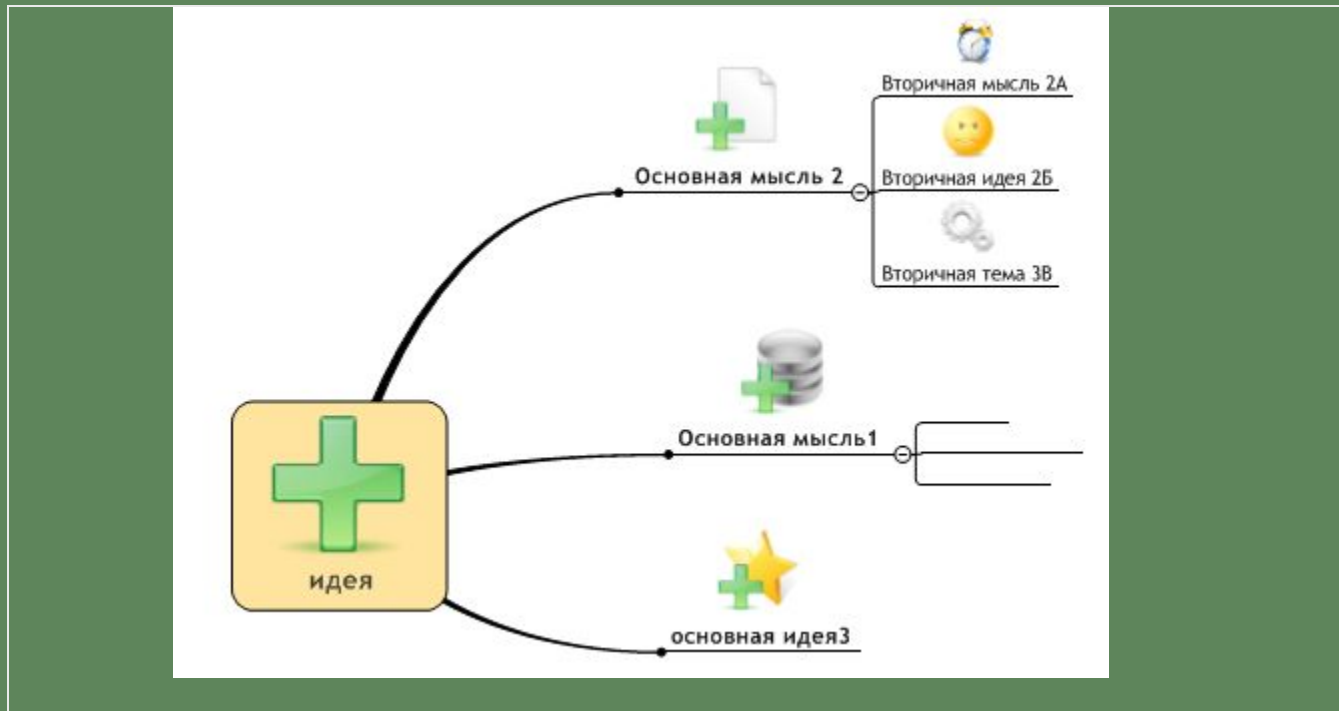 Вторичная мысль 2А
Основная мысль 2
Вторичная идея 2Б
Вторичная тема 3В
Основная мысль1
идея
основная идея3